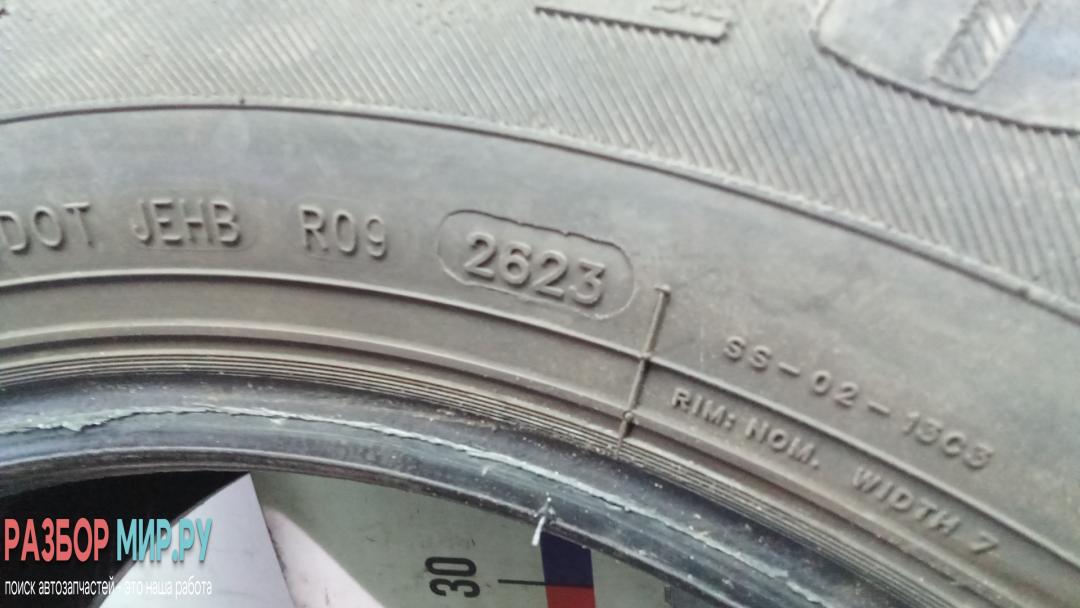 DOT JEHB R09 2623
SS-02-13G3
RIM: NOM. WIDTH 7
30
РАЗБОР МИР.РУ
поиск автозапчастей - это наша работа